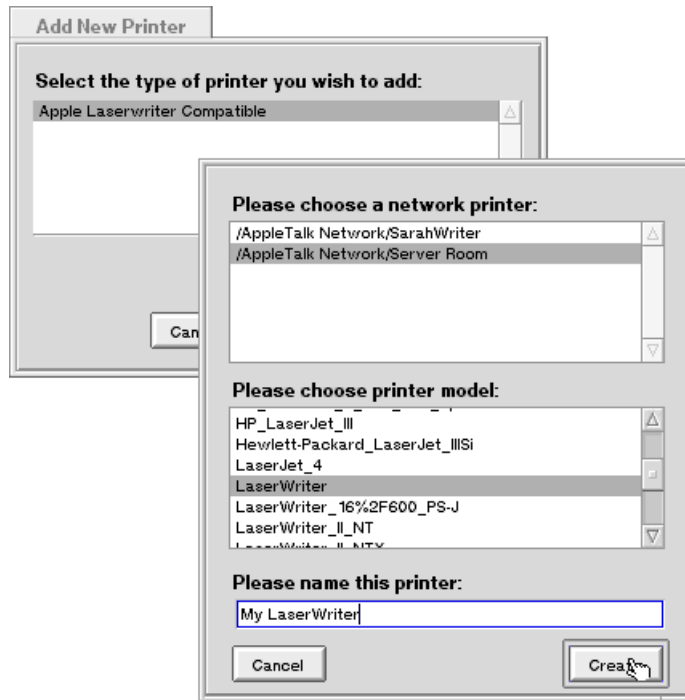 Add New Printer
Select the type of printer you wish to add:
Apple Laserwriter Compatible
Please choose a network printer:
/AppleTalk Network/SarahWriter
/AppleTalk Network/Server Room
Please choose printer model:
HP_LaserJet_III
Hewlett-Packard_LaserJet_IIISi
LaserJet_4
LaserWriter
LaserWriter_16%2F600_PS-J
LaserWriter_II_NT
Please name this printer:
My LaserWriter
Cancel